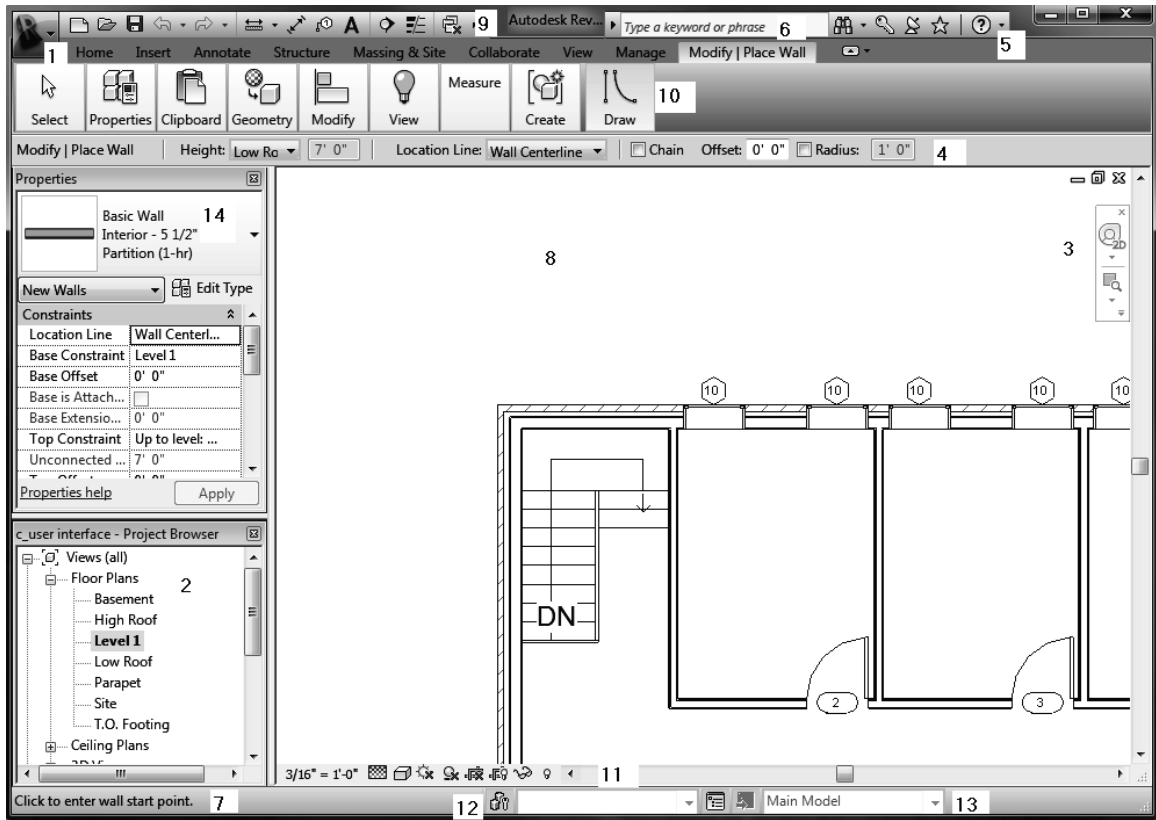 9 Autodesk Rev... Type a keyword or phrase 6
5
1 Home Insert Annotate Structure Massing & Site Collaborate View Manage Modify | Place Wall
Measure
10
Select Properties Clipboard Geometry Modify View Create Draw
Modify | Place Wall Height: Low Ro 7' 0" Location Line: Wall Centerline Chain Offset: 0' 0" Radius: 1' 0" 4
Properties
Basic Wall 14
Interior - 5 1/2"
Partition (1-hr)
8
3
2D
New Walls Edit Type
Constraints
Location Line Wall Centerl...
Base Constraint Level 1
Base Offset 0' 0"
Base is Attach...
Base Extensio... 0' 0"
Top Constraint Up to level: ...
Unconnected ... 7' 0"
Properties help Apply
10 10 10 10 10
DN
2 3
c_user interface - Project Browser
Views (all)
Floor Plans 2
Basement
High Roof
Level 1
Low Roof
Parapet
Site
T.O. Footing
Ceiling Plans
3/16" = 1'-0" 11
Click to enter wall start point. 7 12 Main Model 13